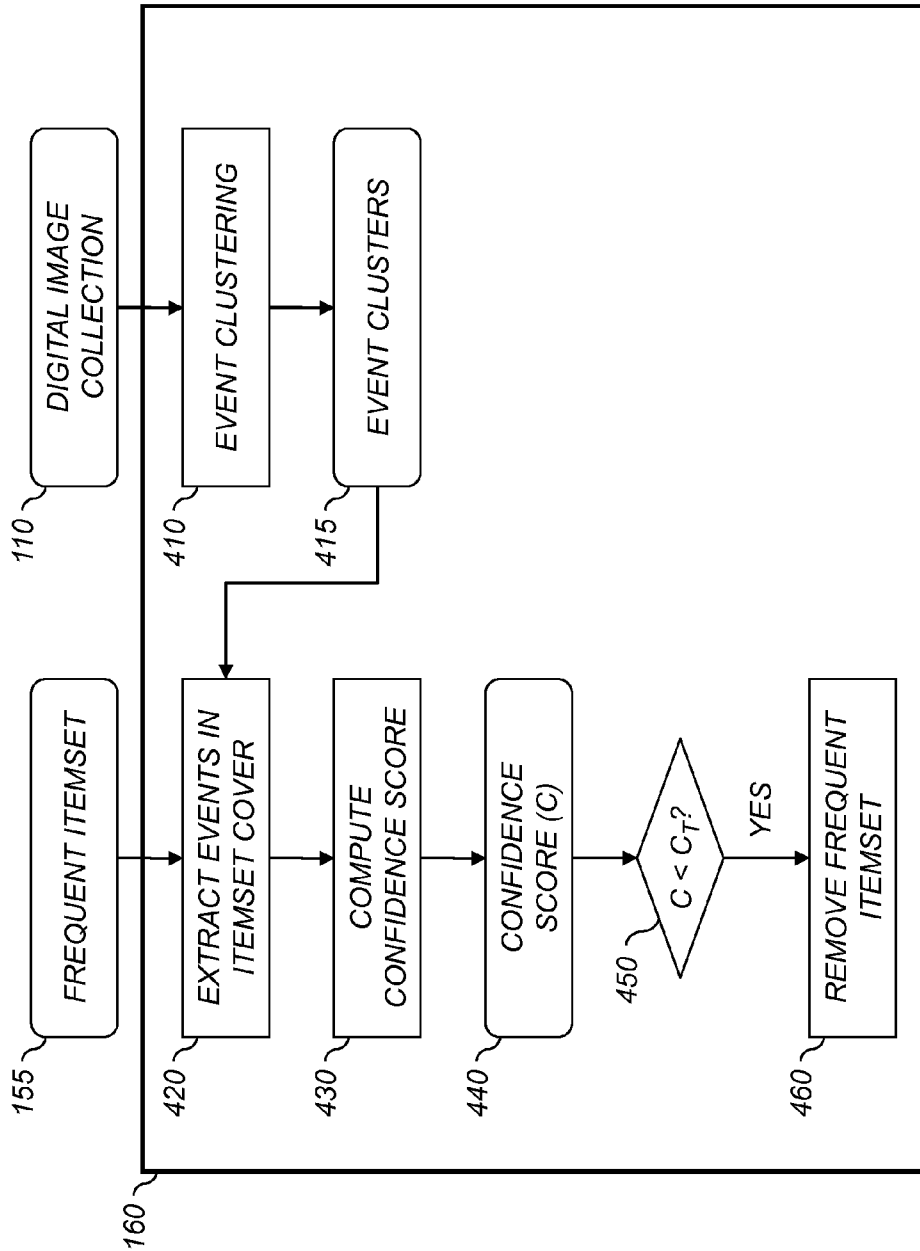 155
FREQUENT ITEMSET
110
DIGITAL IMAGE
COLLECTION
160
420
EXTRACT EVENTS IN
ITEMSET COVER
410
EVENT CLUSTERING
430
COMPUTE
CONFIDENCE SCORE
415
EVENT CLUSTERS
440
CONFIDENCE
SCORE (C)
450
C < C_T?
YES
460
REMOVE FREQUENT
ITEMSET